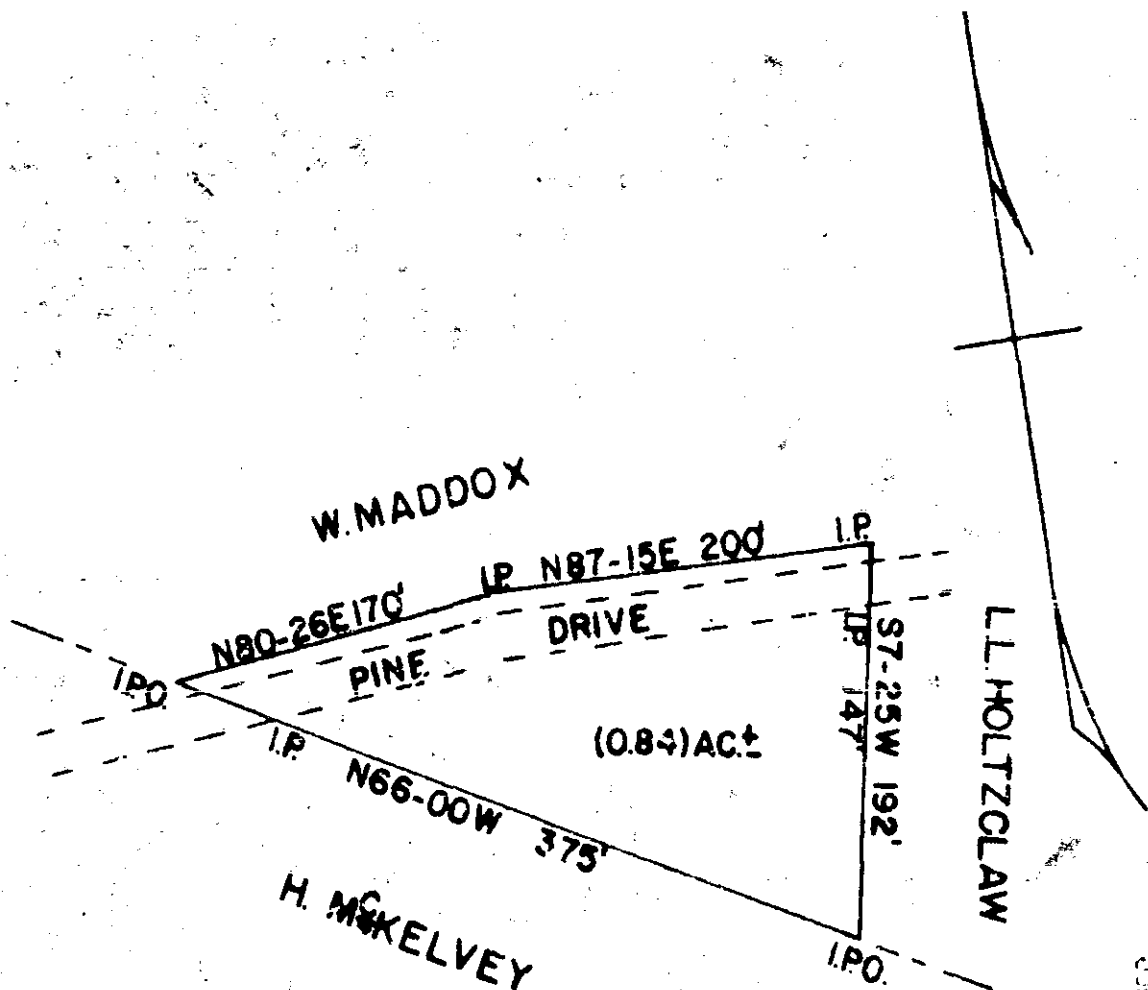 W. MADDOX
I.P. N87-15E 200'
I.P.
N80-26E 170'
I.P.O
PINE DRIVE
I.P.
S7-25W 192'
147'
L.L. HOLTZCLAW
(0.84) AC.±
I.P.
N66-00W 375'
H. McKELVEY
I.P.O.